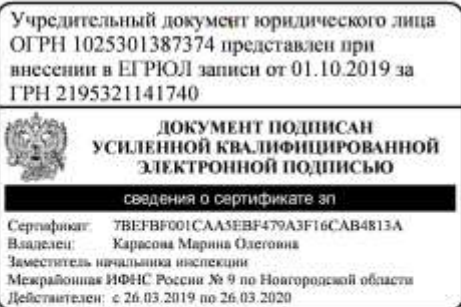 Учредительный документ юридического лица
ОГРН 1025301387374 представлен при
внесении в ЕГРЮЛ записи от 01.10.2019 за
ГРН 2195321141740
ДОКУМЕНТ ПОДПИСАН
УСИЛЕННОЙ КВАЛИФИЦИРОВАННОЙ
ЭЛЕКТРОННОЙ ПОДПИСЬЮ
сведения о сертификате эп
Сертификат: 7BEFBF001CAA5EBF479A3F16CAB4813A
Владелец: Карасова Марина Олеговна
Заместитель начальника инспекции
Межрайонная ИФНС России № 9 по Новгородской области
Действителен: с 26.03.2019 по 26.03.2020